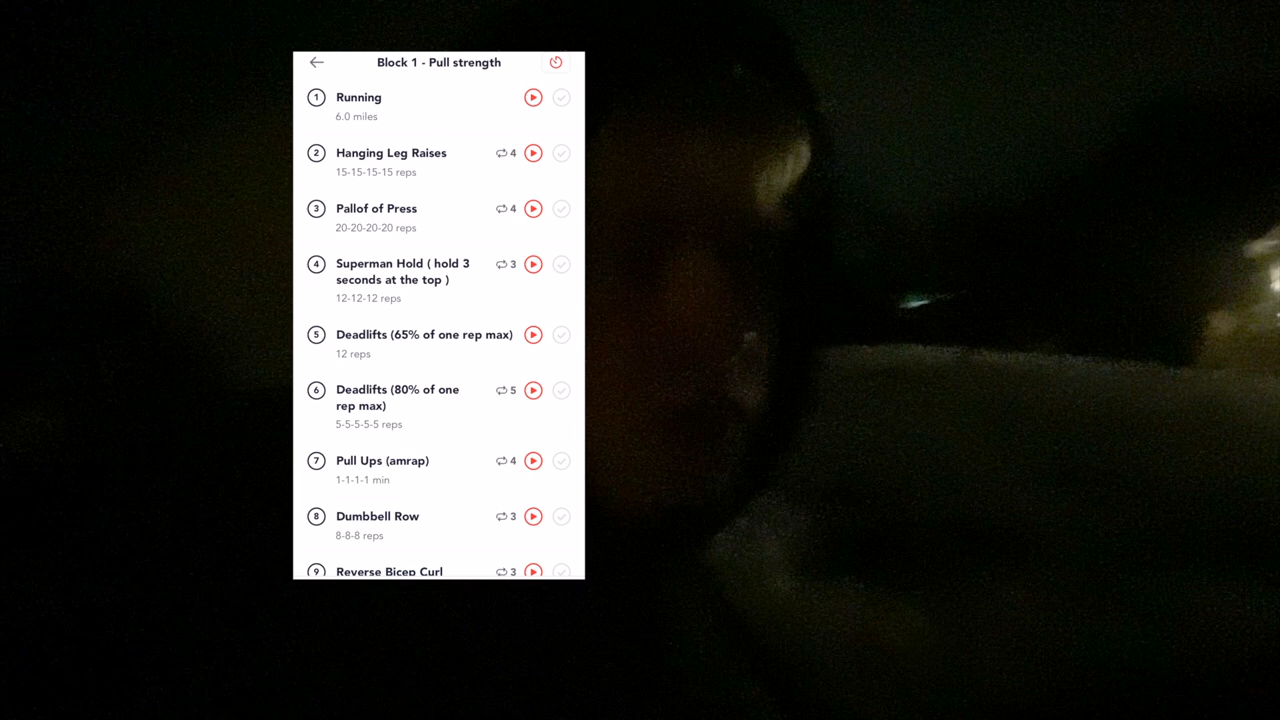 Block 1 - Pull strength
1 Running
6.0 miles
2 Hanging Leg Raises 4
15-15-15-15 reps
3 Pallof of Press 4
20-20-20-20 reps
4 Superman Hold ( hold 3 3
seconds at the top )
12-12-12 reps
5 Deadlifts (65% of one rep max)
12 reps
6 Deadlifts (80% of one 5
rep max)
5-5-5-5-5 reps
7 Pull Ups (amrap) 4
1-1-1-1 min
8 Dumbbell Row 3
8-8-8 reps
9 Reverse Bicep Curl 3